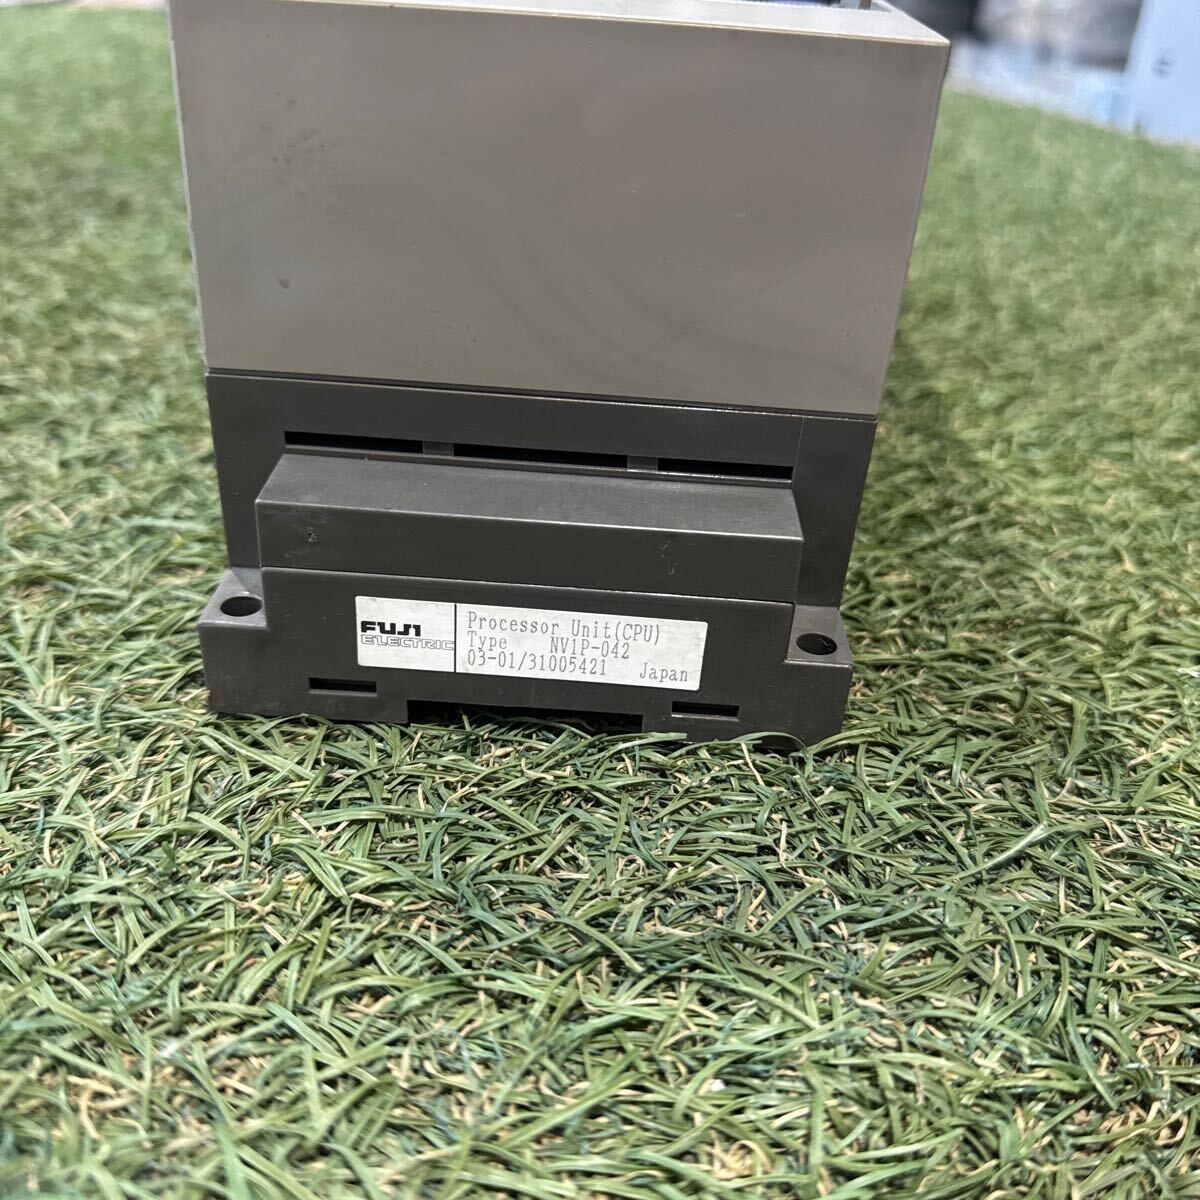 FUJI
ELECTRIC
Processor Unit(CPU)
Type NV1P-042
03-01/31005421 Japan